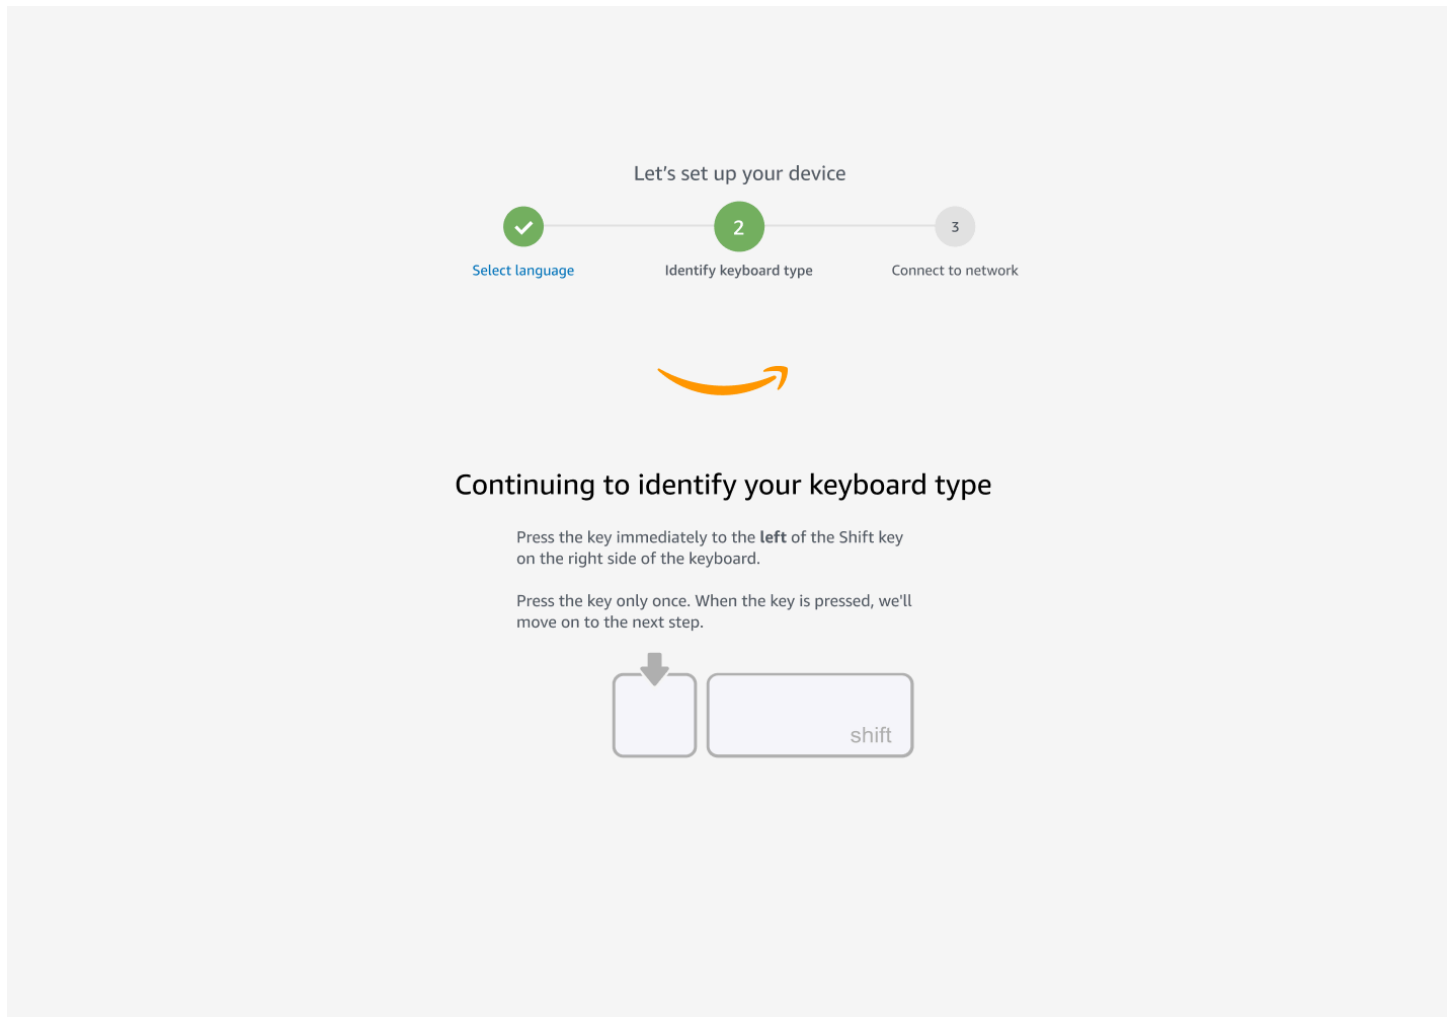 Let's set up your device
2
3
Select language
Identify keyboard type
Connect to network
Continuing to identify your keyboard type
Press the key immediately to the left of the Shift key
on the right side of the keyboard.
Press the key only once. When the key is pressed, we'll
move on to the next step.
shift